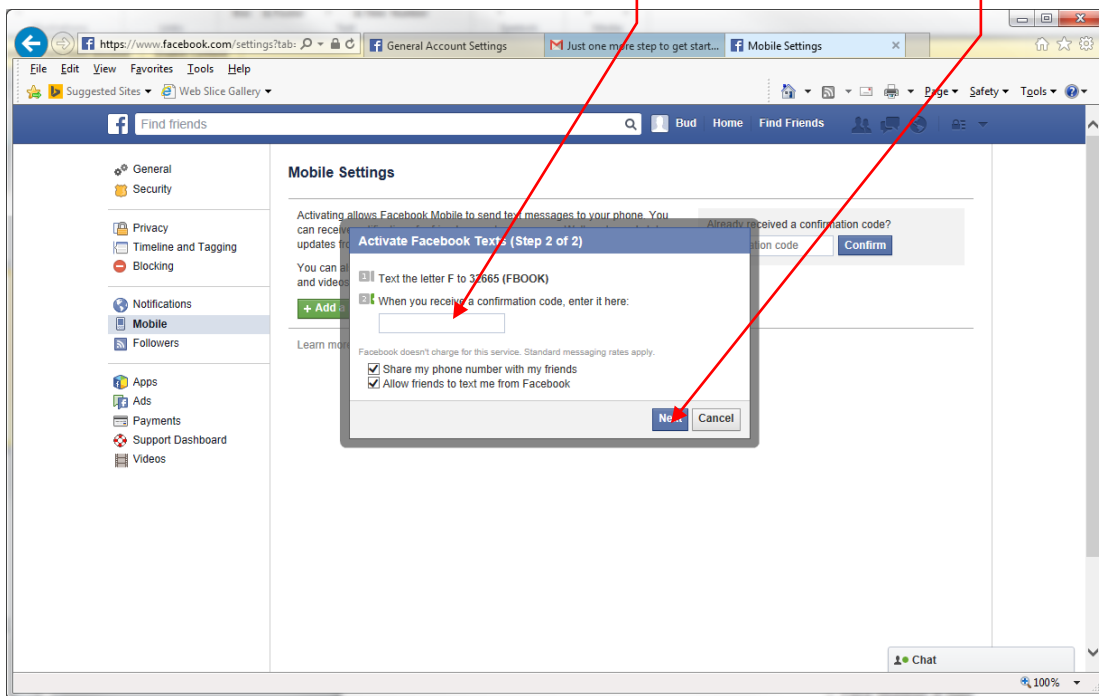 https://www.facebook.com/settings?tab:
General Account Settings
Just one more step to get start...
Mobile Settings
File Edit View Favorites Tools Help
Suggested Sites Web Slice Gallery
Page Safety Tools
Find friends
Bud Home Find Friends
General
Security
Privacy
Timeline and Tagging
Blocking
Notifications
Mobile
Followers
Apps
Ads
Payments
Support Dashboard
Videos
Mobile Settings
Activating allows Facebook Mobile to send text messages to your phone. You
can receive
updates
You can
and videos
+ Add
Learn
Already received a confirmation code?
code
Confirm
Activate Facebook Texts (Step 2 of 2)
1 Text the letter F to 32665 (FBOOK)
2 When you receive a confirmation code, enter it here:
Facebook doesn't charge for this service. Standard messaging rates apply.
Share my phone number with my friends
Allow friends to text me from Facebook
Next Cancel
Chat
100%